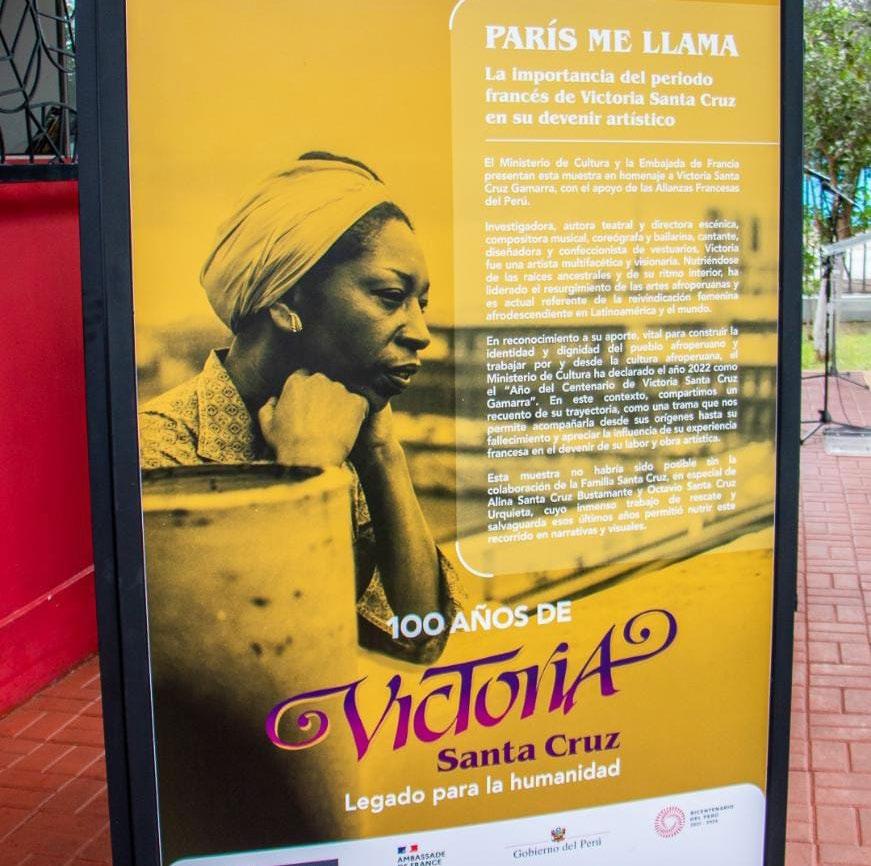 PARÍS ME LLAMA
La importancia del periodo
francés de Victoria Santa Cruz
en su devenir artístico
El Ministerio de Cultura y la Embajada de Francia
presentan esta muestra en homenaje a Victoria Santa
Cruz Gamarra, con el apoyo de las Alianzas Francesas
del Perú.
Investigadora, autora teatral y directora escénica,
compositora musical, coreógrafa y bailarina, cantante,
diseñadora y confeccionista de vestuarios, Victoria
fue una artista multifacética y visionaria. Nutriéndose
de las raíces ancestrales y de su ritmo interior, ha
liderado el resurgimiento de las artes afroperuanas y
es actual referente de la reivindicación femenina
afrodescendiente en Latinoamérica y el mundo.
En reconocimiento a su aporte, vital para construir la
identidad y dignidad del pueblo afroperuano y
trabajar por y desde la cultura afroperuana, el
Ministerio de Cultura ha declarado el año 2022 como
el “Año del Centenario de Victoria Santa Cruz
Gamarra”. En este contexto, compartimos un
recuento de su trayectoria, como una trama que nos
permite acompañarla desde sus orígenes hasta su
fallecimiento y apreciar la influencia de su experiencia
francesa en el devenir de su labor y obra artística.
Esta muestra no habría sido posible sin la
colaboración de la Familia Santa Cruz, en especial de
Alina Santa Cruz Bustamante y Octavio Santa Cruz
Urquieta, cuyo inmenso trabajo de rescate y
salvaguarda esos últimos años permitió nutrir este
recorrido en narrativas y visuales.
100 AÑOS DE
VICTORIA
Santa Cruz
Legado para la humanidad
AMBASSADE
DE FRANCE
Gobierno del Perú
BICENTENARIO
DEL PERÚ
2021 - 2024